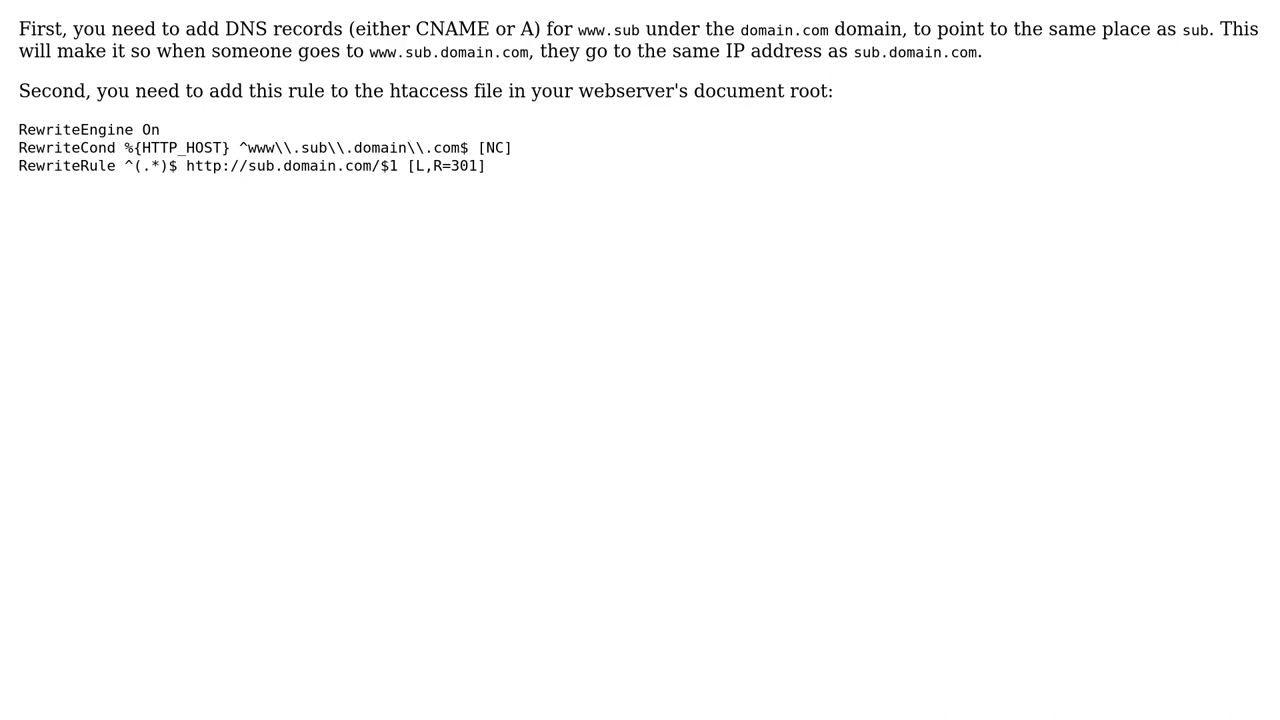 First, you need to add DNS records (either CNAME or A) for www.sub under the domain.com domain, to point to the same place as sub. This
will make it so when someone goes to www.sub.domain.com, they go to the same IP address as sub.domain.com.
Second, you need to add this rule to the htaccess file in your webserver's document root:
RewriteEngine On
RewriteCond %{HTTP_HOST} ^www\\.sub\\.domain\\.com$ [NC]
RewriteRule ^(.*)$ http://sub.domain.com/$1 [L,R=301]